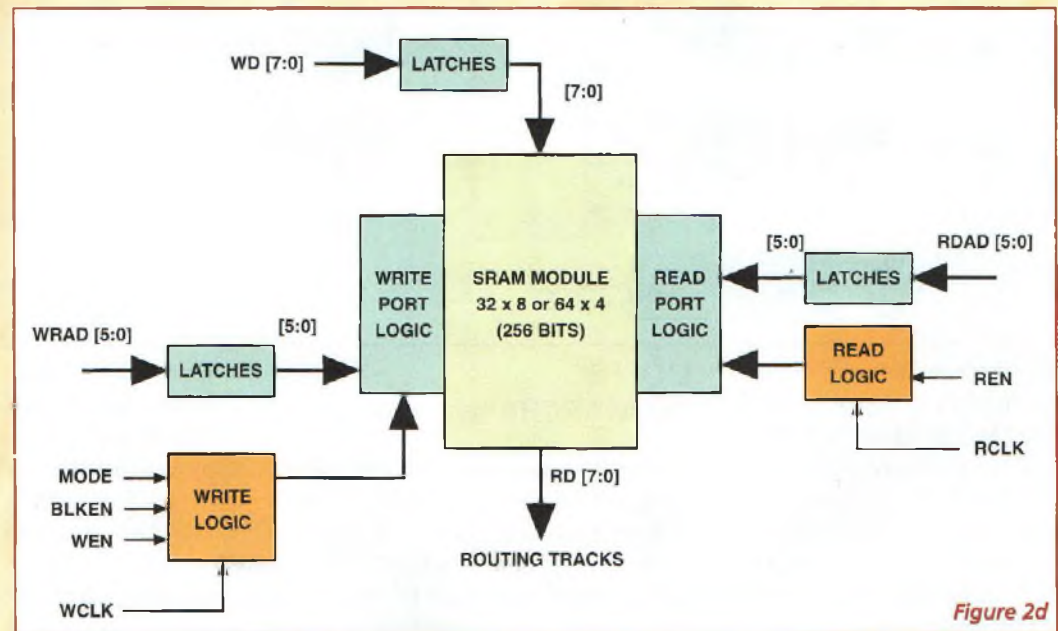 WD [7:0]
LATCHES
[7:0]
WRITE
PORT
LOGIC
SRAM MODULE
32 x 8 or 64 x 4
(256 BITS)
READ
PORT
LOGIC
[5:0]
RDAD [5:0]
LATCHES
WRAD [5:0]
[5:0]
LATCHES
READ
LOGIC
REN
RCLK
MODE
BLKEN
WEN
WRITE
LOGIC
WCLK
RD [7:0]
ROUTING TRACKS
Figure 2d